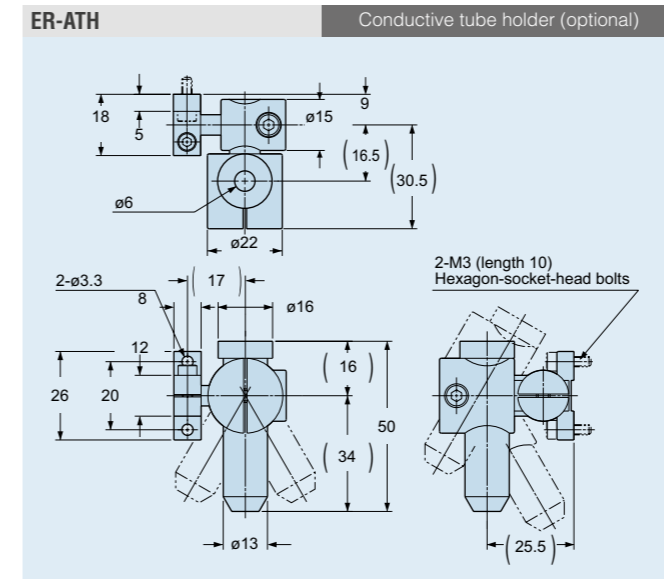 ER-ATH
Conductive tube holder (optional)
18
5
9
ø15
(16.5)
(30.5)
ø6
ø22
2-ø3.3
8
(17)
ø16
12
26
20
(16)
50
(34)
ø13
2-M3 (length 10)
Hexagon-socket-head bolts
(25.5)